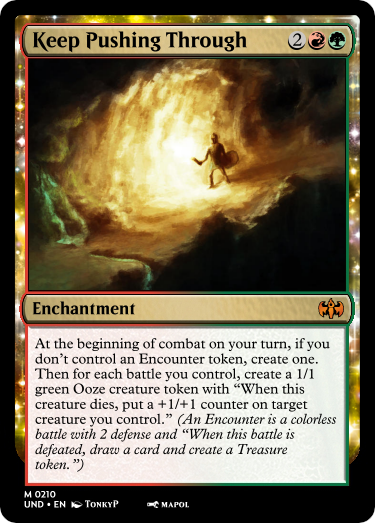 Keep Pushing Through 2
Enchantment
At the beginning of combat on your turn, if you
don't control an Encounter token, create one.
Then for each battle you control, create a 1/1
green Ooze creature token with “When this
creature dies, put a +1/+1 counter on target
creature you control.” (An Encounter is a colorless
battle with 2 defense and “When this battle is
defeated, draw a card and create a Treasure
token.”)
M 0210
UND • EN TonkyP MAPOL